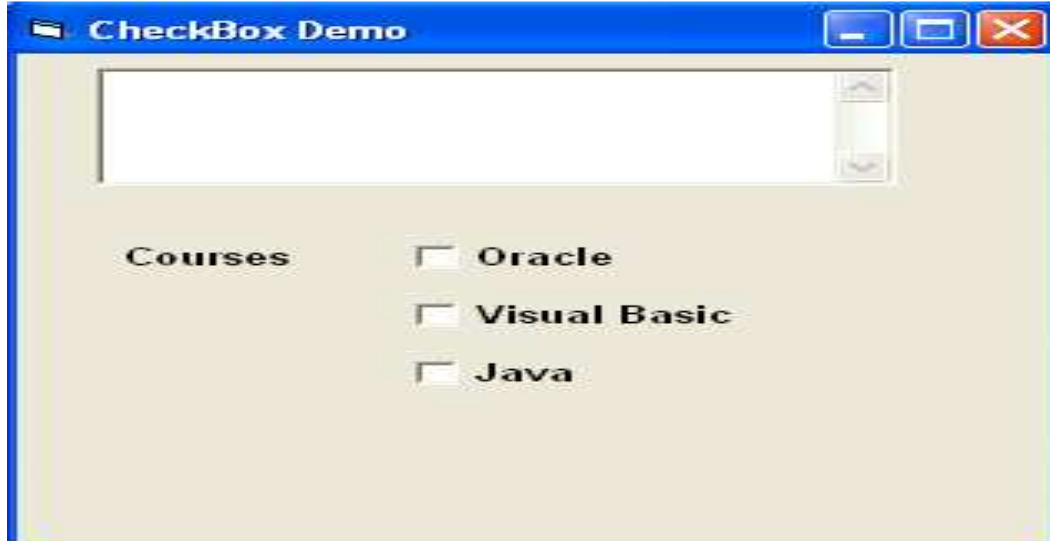 CheckBox Demo
Courses
Oracle
Visual Basic
Java